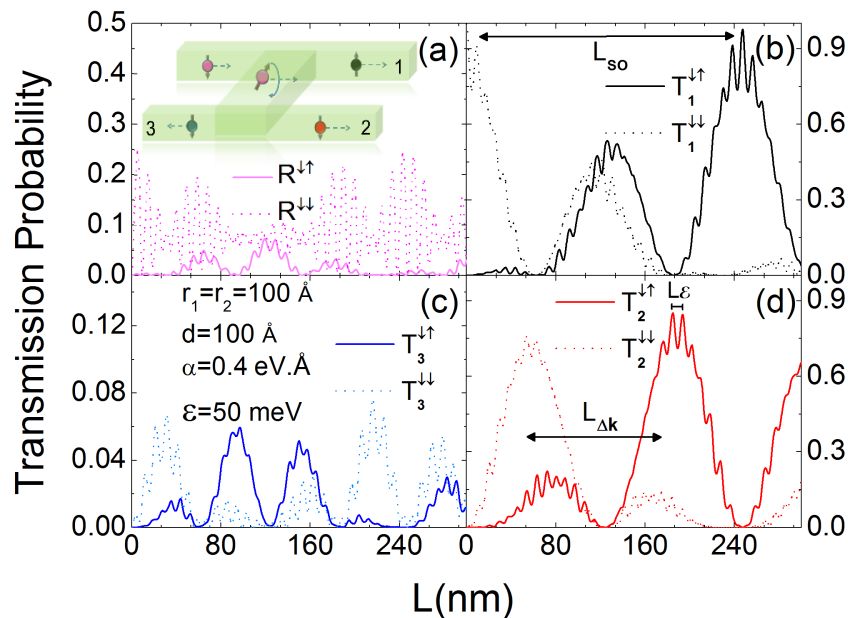 Transmission Probability
0.5
0.4
0.3
0.2
0.1
0.0
(a)
1
3
2
R↓↑
R↓↓
(b)
L_so
T₁↓↑
T₁↓↓
0.9
0.6
0.3
0.0
(c)
r₁=r₂=100 Å
d=100 Å
α=0.4 eV.Å
ε=50 meV
T₃↓↑
T₃↓↓
0.12
0.08
0.04
0.00
0 80 160 240
(d)
T₂↓↑
T₂↓↓
Lε
L_Δk
0.9
0.6
0.3
0.0
0 80 160 240
L(nm)